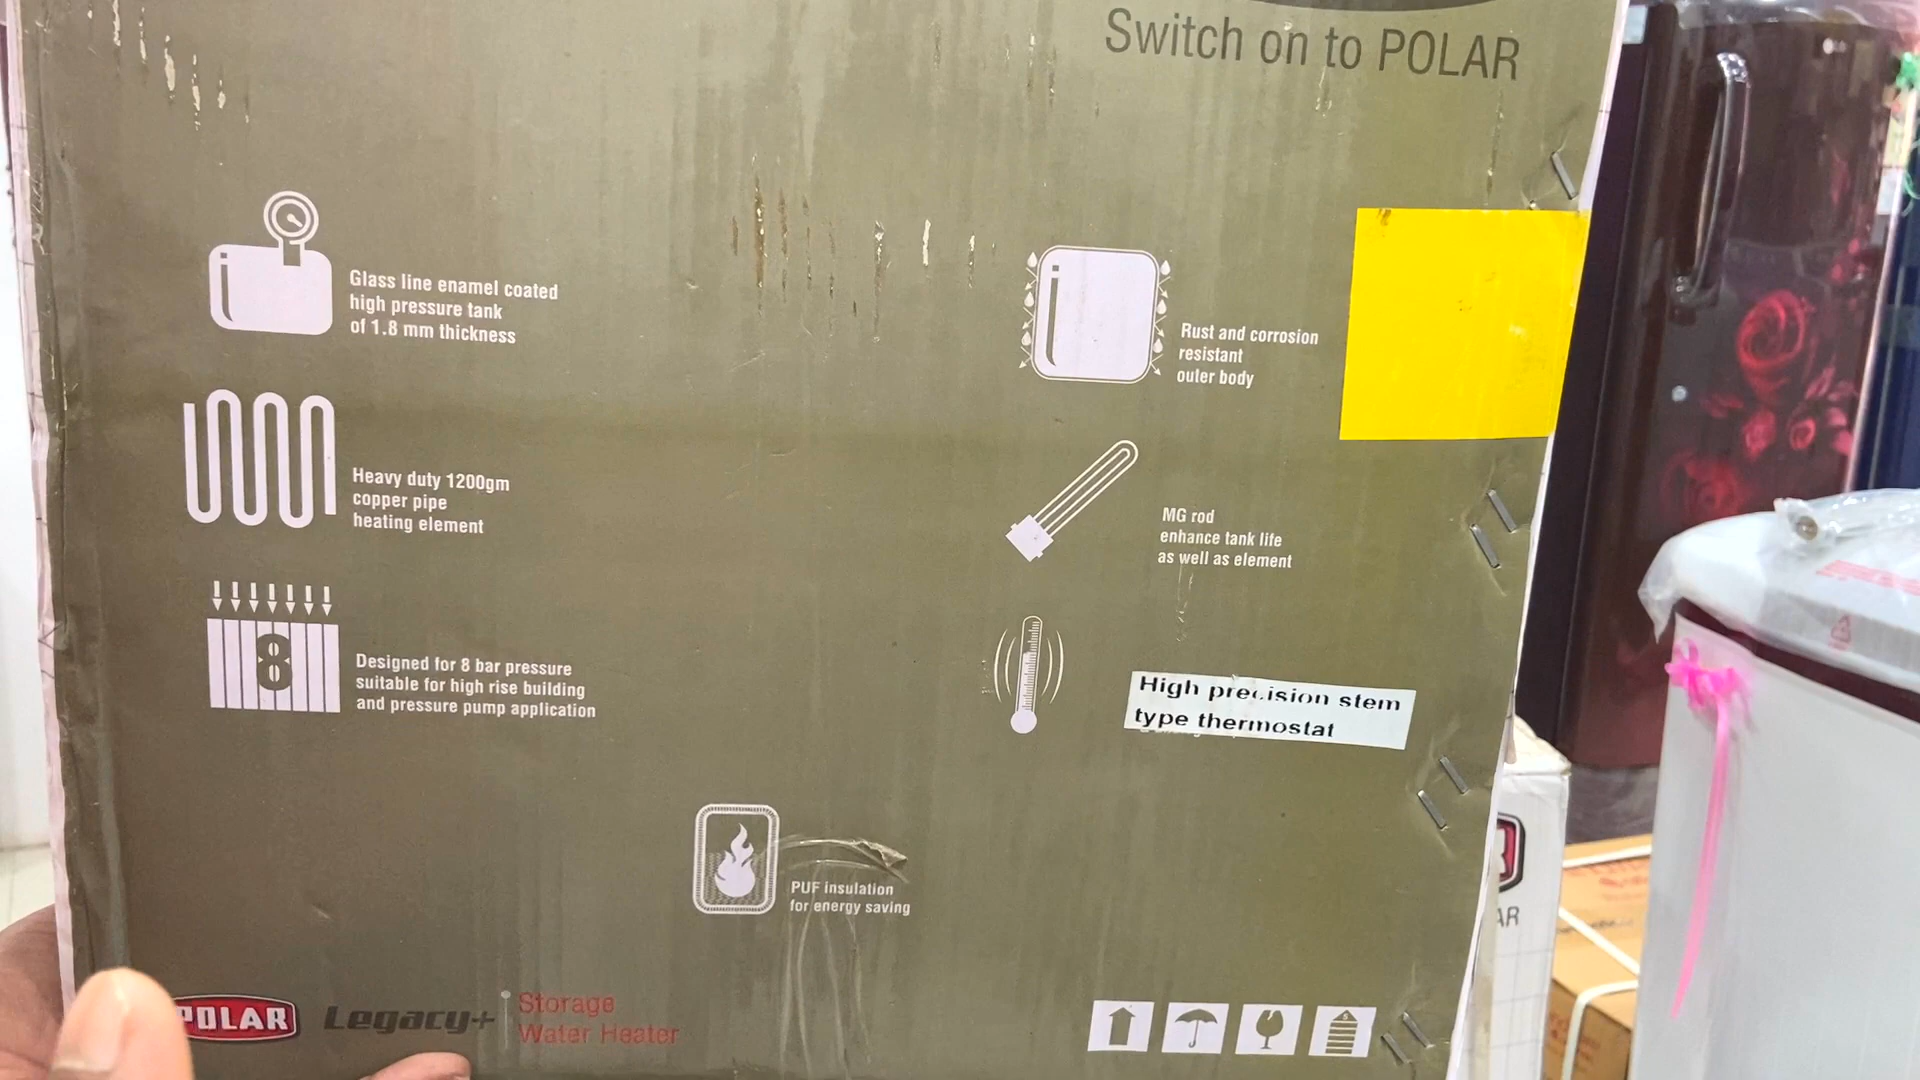 Switch on to POLAR
Glass line enamel coated
high pressure tank
of 1.8 mm thickness
Rust and corrosion
resistant
outer body
Heavy duty 1200gm
copper pipe
heating element
MG rod
enhance tank life
as well as element
8
Designed for 8 bar pressure
suitable for high rise building
and pressure pump application
High precision stem
type thermostat
PUF insulation
for energy saving
POLAR
Legacy+
Storage
Water Heater
5
AR